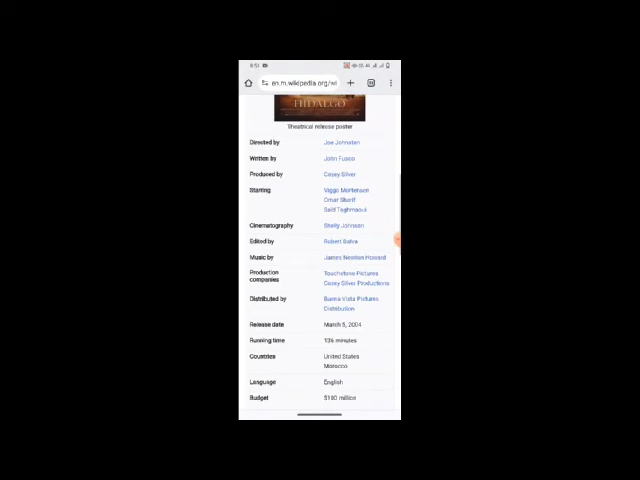 8:51
en.m.wikipedia.org/wi
HIDALGO
Theatrical release poster
Directed by Joe Johnston
Written by John Fusco
Produced by Casey Silver
Starring Viggo Mortensen
Omar Sharif
Saïd Taghmaoui
Cinematography Shelly Johnson
Edited by Robert Dalva
Music by James Newton Howard
Production companies Touchstone Pictures
Casey Silver Productions
Distributed by Buena Vista Pictures
Distribution
Release date March 5, 2004
Running time 136 minutes
Countries United States
Morocco
Language English
Budget